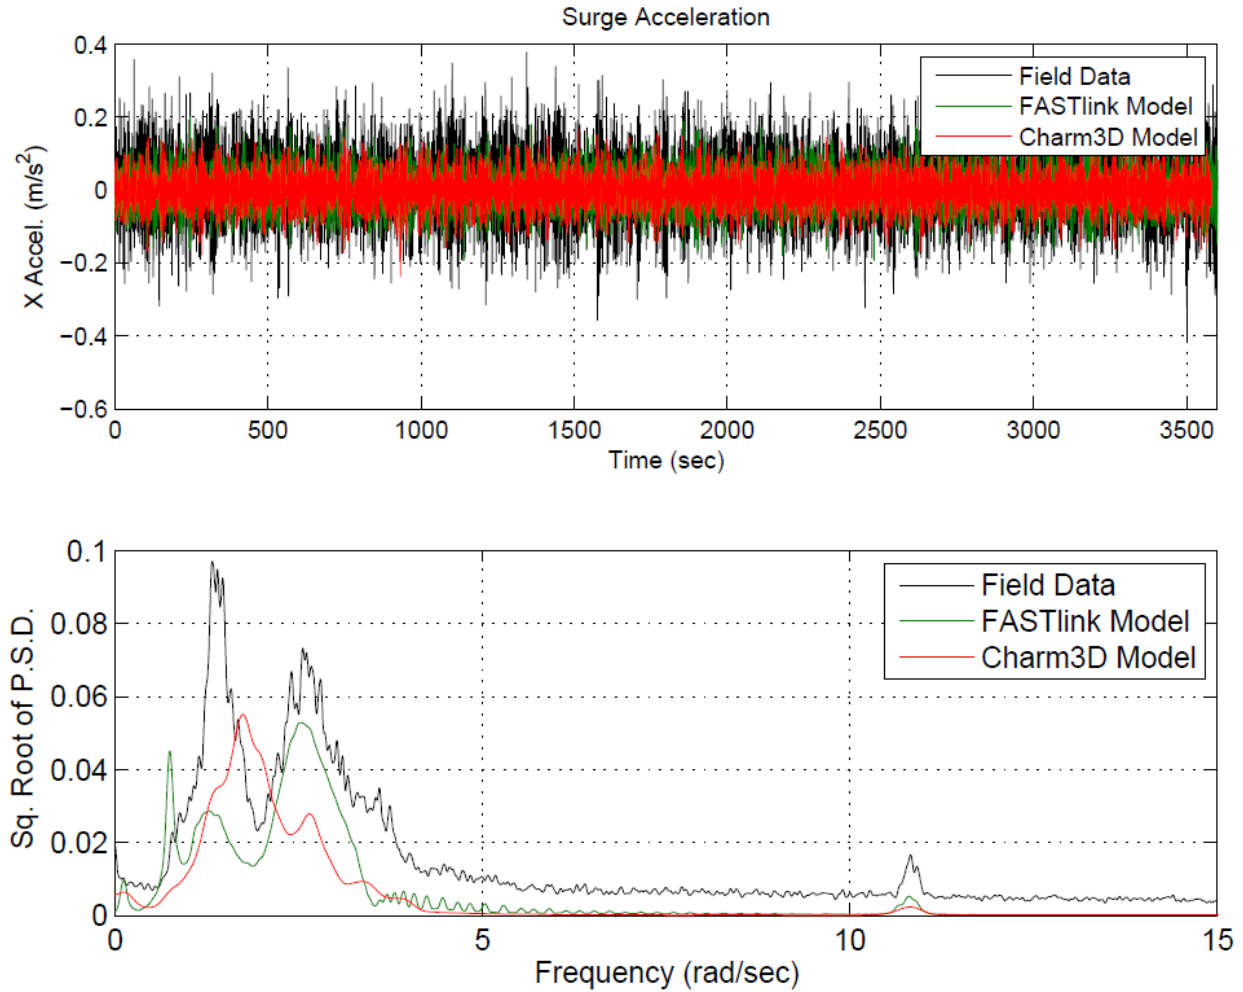 Surge Acceleration
0.4
0.2
0
−0.2
−0.4
−0.6
X Accel. (m/s²)
Field Data
FASTlink Model
Charm3D Model
0 500 1000 1500 2000 2500 3000 3500
Time (sec)
0.1
0.08
0.06
0.04
0.02
0
Sq. Root of P.S.D.
Field Data
FASTlink Model
Charm3D Model
0 5 10 15
Frequency (rad/sec)